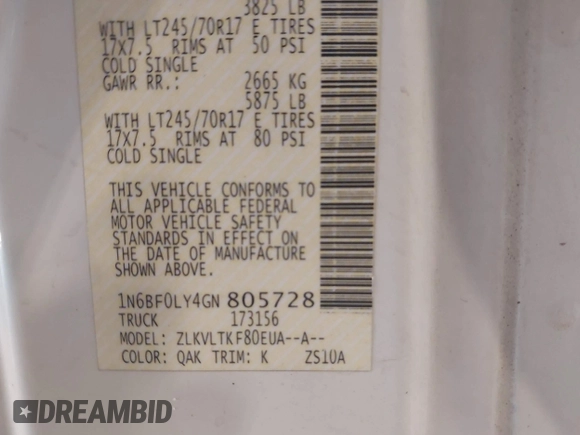 3825 LB
WITH LT245/70R17 E TIRES
17X7.5 RIMS AT 50 PSI
COLD SINGLE
GAWR RR.: 2665 KG
5875 LB
WITH LT245/70R17 E TIRES
17X7.5 RIMS AT 80 PSI
COLD SINGLE
THIS VEHICLE CONFORMS TO
ALL APPLICABLE FEDERAL
MOTOR VEHICLE SAFETY
STANDARDS IN EFFECT ON
THE DATE OF MANUFACTURE
SHOWN ABOVE.
1N6BF0LY4GN 805728
TRUCK 173156
MODEL: ZLKVLTKF80EUA--A--
COLOR: QAK TRIM: K ZS10A
DREAMBID